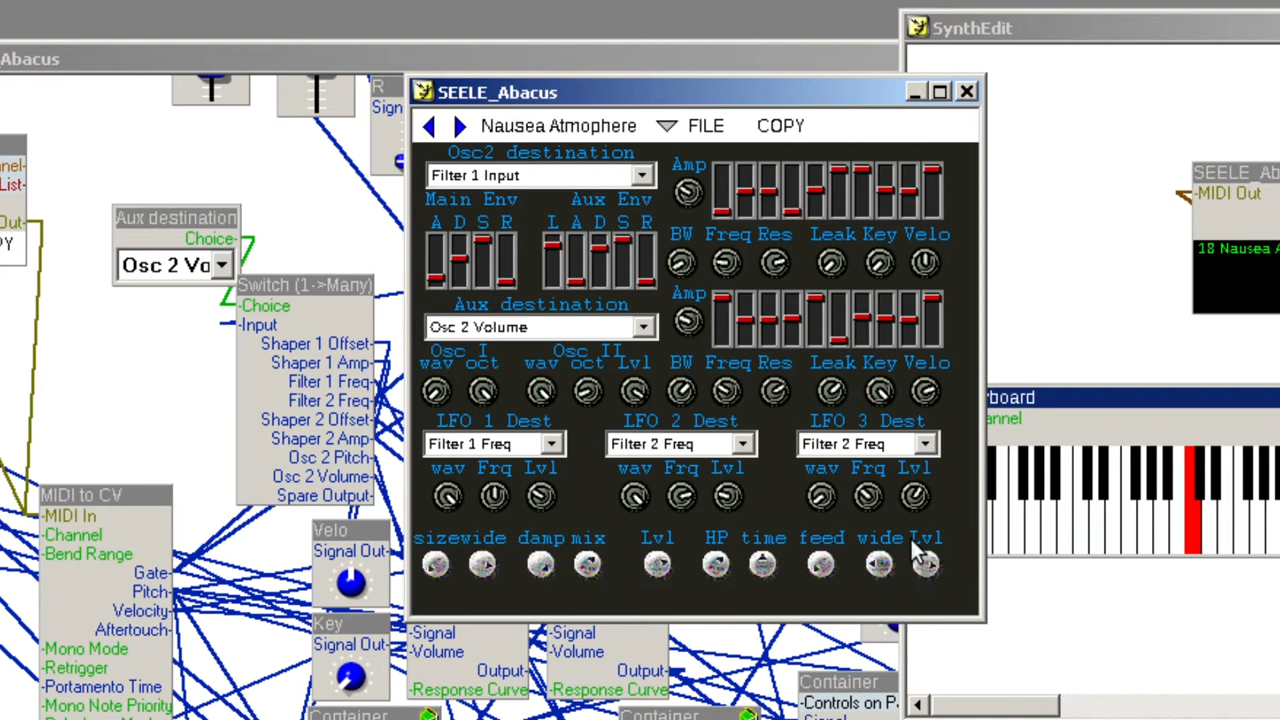 SynthEdit
Abacus
SEELE_Abacus
R
Sign
Nausea Atmophere
FILE
COPY
Osc2 destination
Filter 1 Input
Amp
Main Env
Aux Env
A D S R
L A D S R
BW Freq Res Leak Key Velo
Amp
Aux destination
Osc 2 Volume
Osc I
Osc II
wav oct
wav oct Lvl
BW Freq Res Leak Key Velo
LFO 1 Dest
LFO 2 Dest
LFO 3 Dest
Filter 1 Freq
Filter 2 Freq
Filter 2 Freq
wav Frq Lvl
wav Frq Lvl
wav Frq Lvl
size wide damp mix Lvl HP time feed wide Lvl
nel-
List-
Out-
PY
Aux destination
Choice-
Osc 2 Vo
Switch (1->Many)
-Choice
-Input
Shaper 1 Offset-
Shaper 1 Amp-
Filter 1 Freq-
Filter 2 Freq-
Shaper 2 Offset-
Shaper 2 Amp-
Osc 2 Pitch-
Osc 2 Volume-
Spare Output-
MIDI to CV
-MIDI In
-Channel
-Bend Range
Gate-
Pitch-
Velocity-
Aftertouch-
-Mono Mode
-Retrigger
-Portamento Time
-Mono Note Priority
Velo
Signal Out-
Key
Signal Out-
Container
-Signal
-Volume
Output-
-Response Curve
-Signal
-Volume
Output-
-Response Curve
Container
Container
-Controls on P
SEELE_Ab
-MIDI Out
18 Nausea A
board
annel